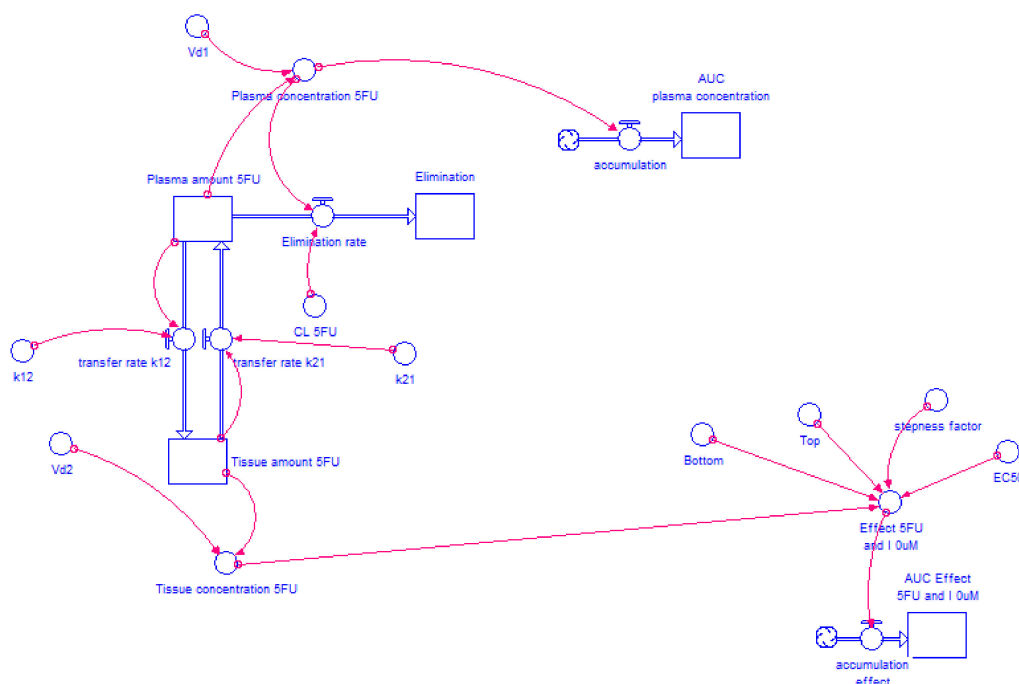 Vd1
Plasma concentration 5FU
AUC
plasma concentration
accumulation
Plasma amount 5FU
Elimination
Elimination rate
CL 5FU
k12
transfer rate k12
transfer rate k21
k21
Vd2
Tissue amount 5FU
Tissue concentration 5FU
Bottom
Top
stepness factor
EC50
Effect 5FU
and I 0uM
AUC Effect
5FU and I 0uM
accumulation
effect